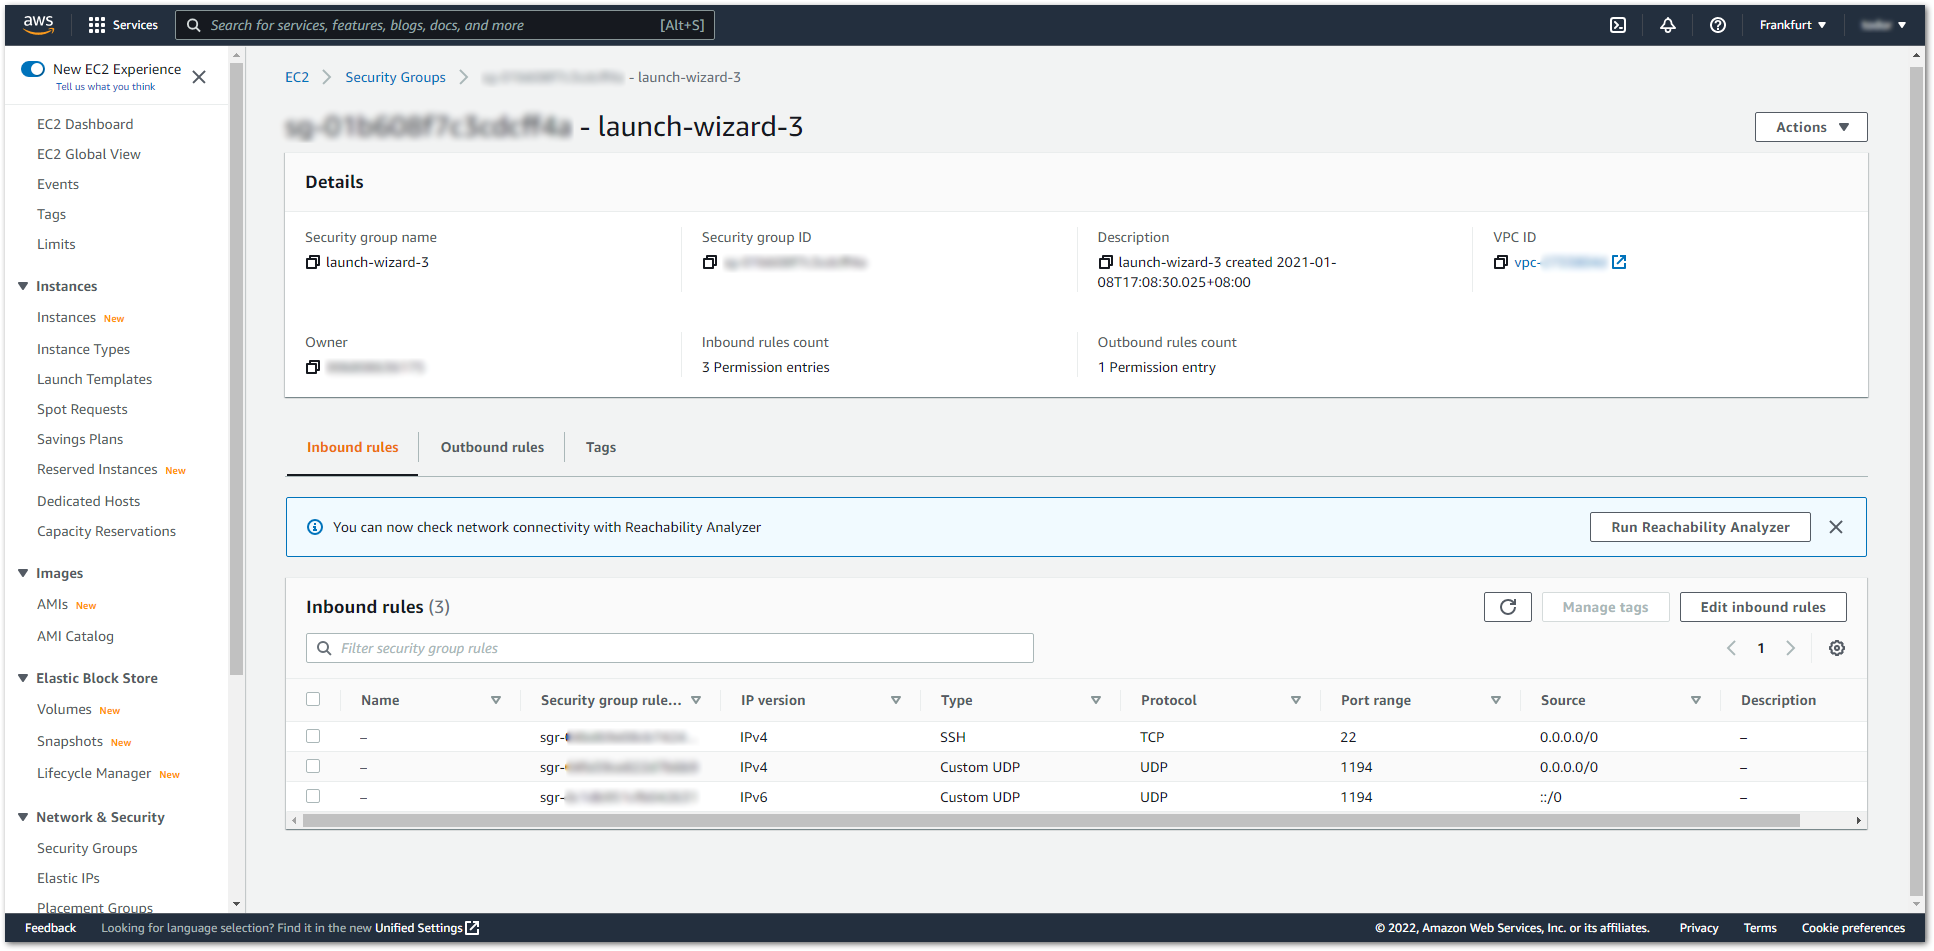 aws
Services
Search for services, features, blogs, docs, and more [Alt+S]
Frankfurt
New EC2 Experience
Tell us what you think
EC2 Dashboard
EC2 Global View
Events
Tags
Limits
Instances
Instances New
Instance Types
Launch Templates
Spot Requests
Savings Plans
Reserved Instances New
Dedicated Hosts
Capacity Reservations
Images
AMIs New
AMI Catalog
Elastic Block Store
Volumes New
Snapshots New
Lifecycle Manager New
Network & Security
Security Groups
Elastic IPs
Placement Groups
EC2 Security Groups - launch-wizard-3
- launch-wizard-3
Actions
Details
Security group name
launch-wizard-3
Security group ID
Description
launch-wizard-3 created 2021-01-
08T17:08:30.025+08:00
VPC ID
vpc-
Owner
Inbound rules count
3 Permission entries
Outbound rules count
1 Permission entry
Inbound rules
Outbound rules
Tags
You can now check network connectivity with Reachability Analyzer
Run Reachability Analyzer
Inbound rules (3)
Manage tags
Edit inbound rules
Filter security group rules
1
Name Security group rule... IP version Type Protocol Port range Source Description
– sgr- IPv4 SSH TCP 22 0.0.0.0/0 –
– sgr- IPv4 Custom UDP UDP 1194 0.0.0.0/0 –
– sgr- IPv6 Custom UDP UDP 1194 ::/0 –
Feedback
Looking for language selection? Find it in the new Unified Settings
© 2022, Amazon Web Services, Inc. or its affiliates.
Privacy
Terms
Cookie preferences